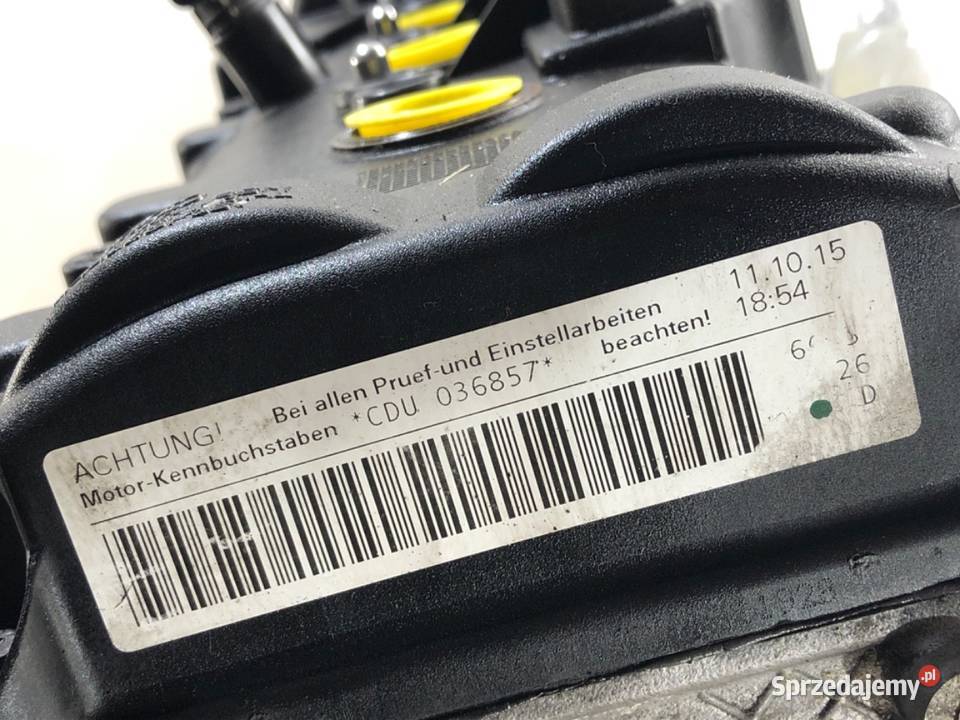 ACHTUNG! Bei allen Pruef-und Einstellarbeiten 11.10.15
Motor-Kennbuchstaben *CDU 036857* beachten! 18:54
26
D
Sprzedajemy.pl